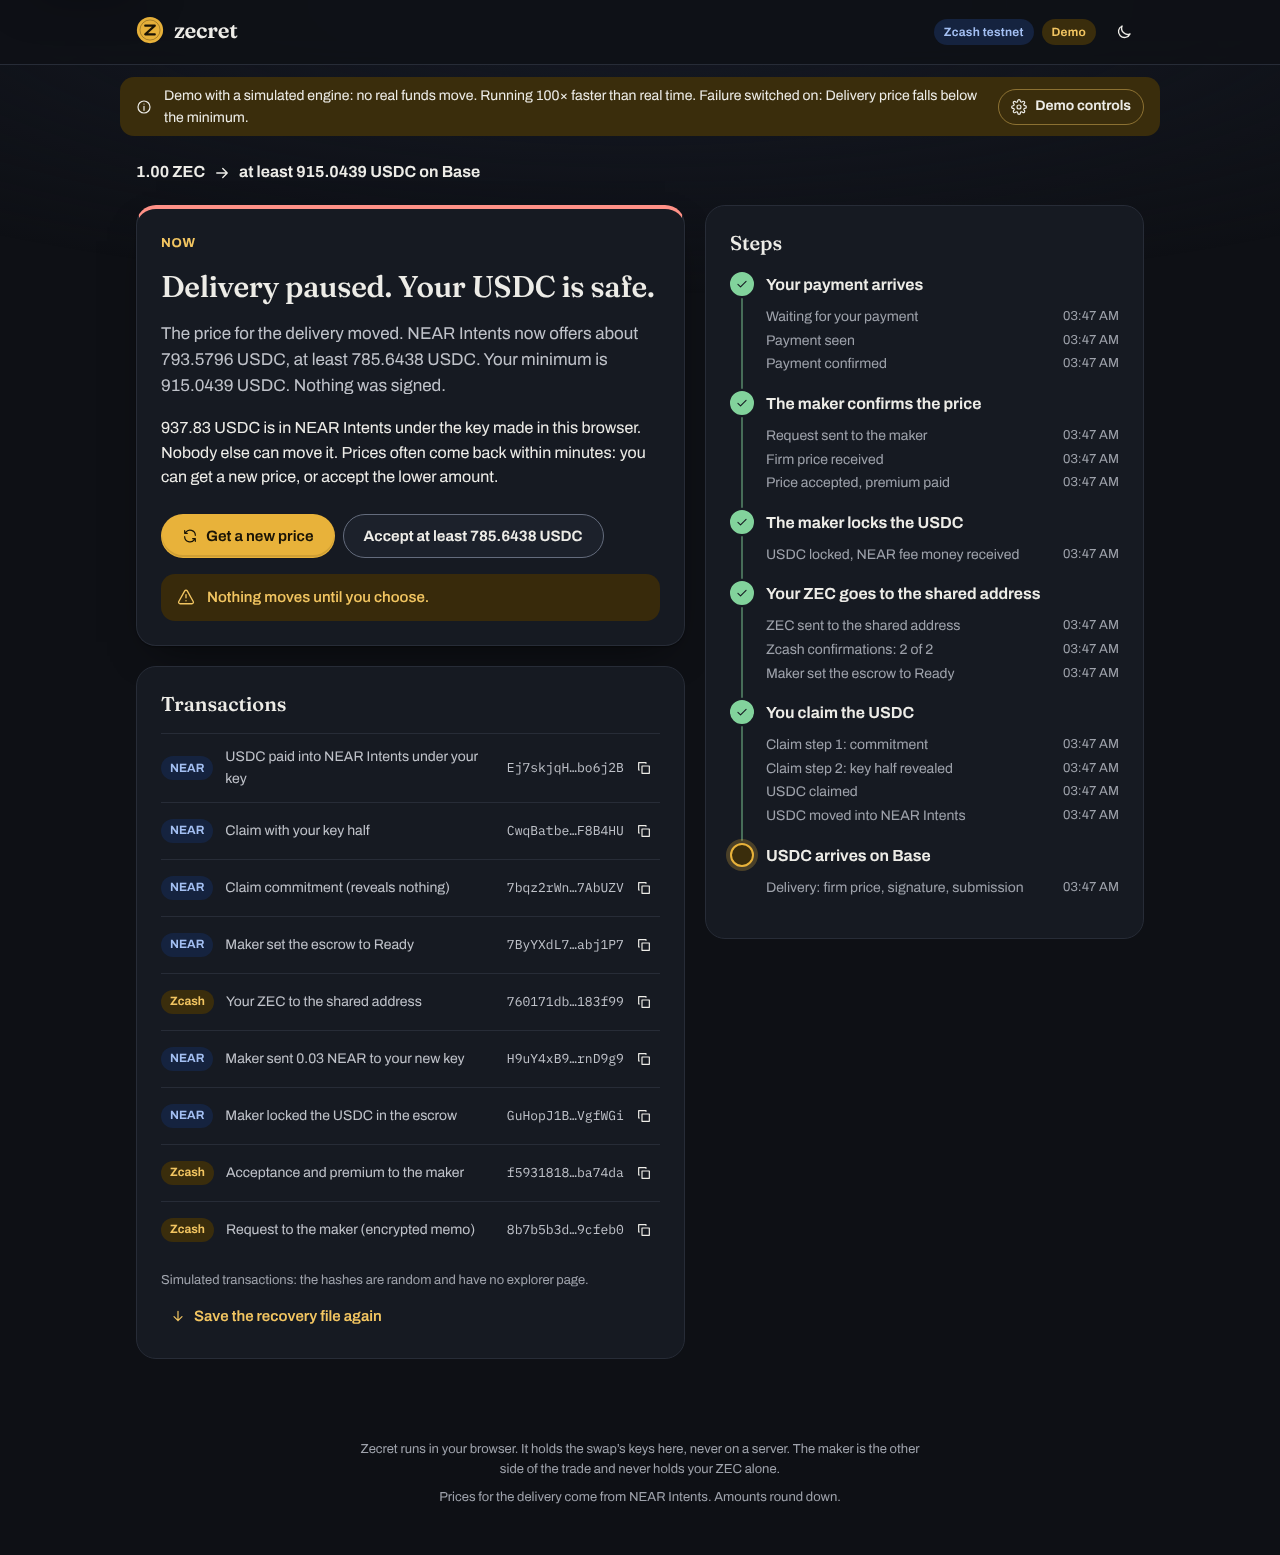 zecret
Zcash testnet
Demo
Demo with a simulated engine: no real funds move. Running 100× faster than real time. Failure switched on: Delivery price falls below
the minimum.
Demo controls
1.00 ZEC → at least 915.0439 USDC on Base
NOW
Delivery paused. Your USDC is safe.
The price for the delivery moved. NEAR Intents now offers about
793.5796 USDC, at least 785.6438 USDC. Your minimum is
915.0439 USDC. Nothing was signed.
937.83 USDC is in NEAR Intents under the key made in this browser.
Nobody else can move it. Prices often come back within minutes: you
can get a new price, or accept the lower amount.
Get a new price
Accept at least 785.6438 USDC
Nothing moves until you choose.
Transactions
NEAR USDC paid into NEAR Intents under your
key Ej7skjqH…bo6j2B
NEAR Claim with your key half CwqBatbe…F8B4HU
NEAR Claim commitment (reveals nothing) 7bqz2rWn…7AbUZV
NEAR Maker set the escrow to Ready 7ByYXdL7…abj1P7
Zcash Your ZEC to the shared address 760171db…183f99
NEAR Maker sent 0.03 NEAR to your new key H9uY4xB9…rnD9g9
NEAR Maker locked the USDC in the escrow GuHopJ1B…VgfWGi
Zcash Acceptance and premium to the maker f5931818…ba74da
Zcash Request to the maker (encrypted memo) 8b7b5b3d…9cfeb0
Simulated transactions: the hashes are random and have no explorer page.
Save the recovery file again
Steps
Your payment arrives
Waiting for your payment 03:47 AM
Payment seen 03:47 AM
Payment confirmed 03:47 AM
The maker confirms the price
Request sent to the maker 03:47 AM
Firm price received 03:47 AM
Price accepted, premium paid 03:47 AM
The maker locks the USDC
USDC locked, NEAR fee money received 03:47 AM
Your ZEC goes to the shared address
ZEC sent to the shared address 03:47 AM
Zcash confirmations: 2 of 2 03:47 AM
Maker set the escrow to Ready 03:47 AM
You claim the USDC
Claim step 1: commitment 03:47 AM
Claim step 2: key half revealed 03:47 AM
USDC claimed 03:47 AM
USDC moved into NEAR Intents 03:47 AM
USDC arrives on Base
Delivery: firm price, signature, submission 03:47 AM
Zecret runs in your browser. It holds the swap's keys here, never on a server. The maker is the other
side of the trade and never holds your ZEC alone.
Prices for the delivery come from NEAR Intents. Amounts round down.